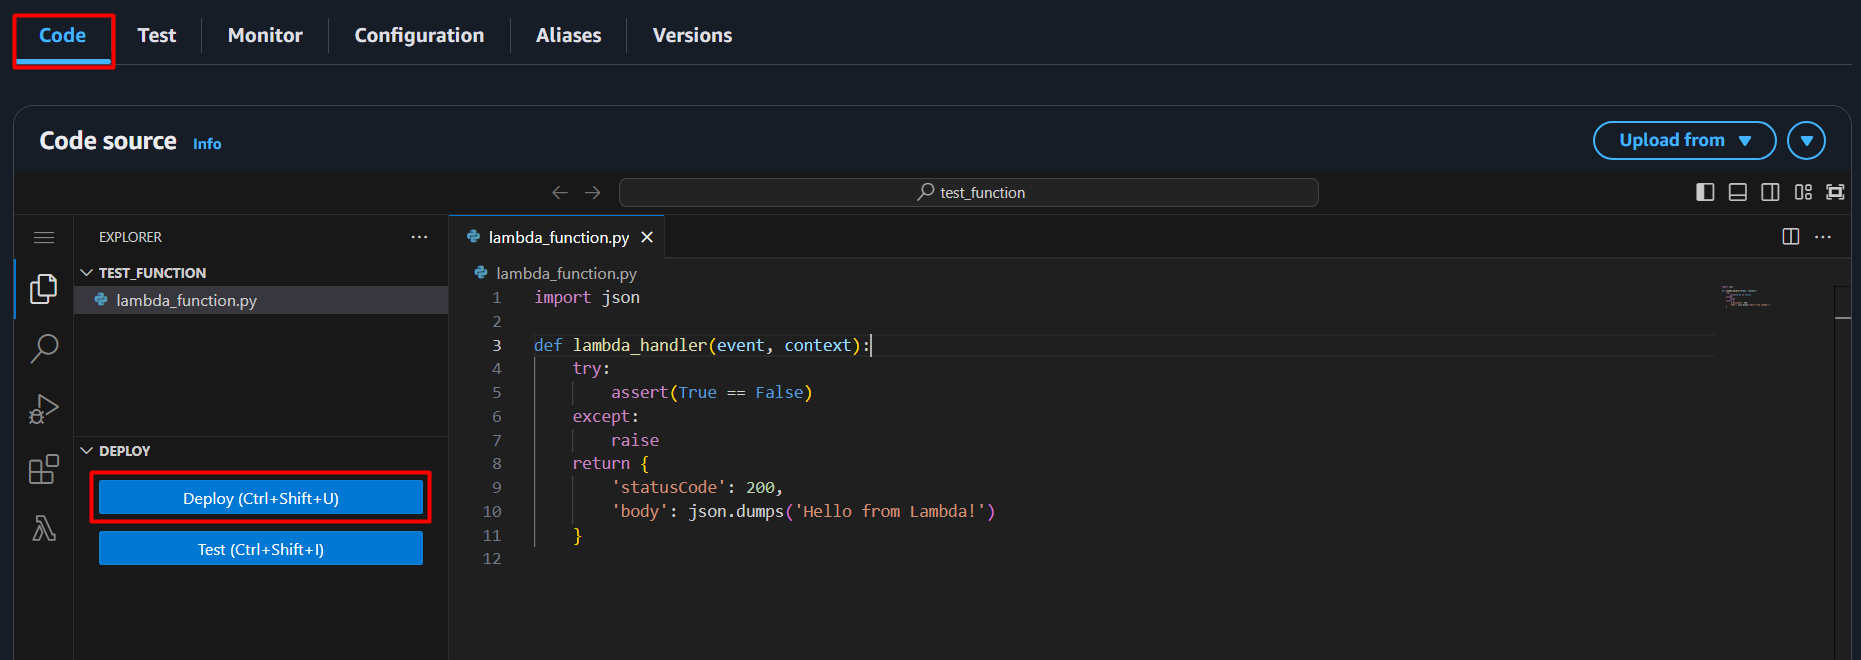 Code Test Monitor Configuration Aliases Versions
Code source Info Upload from
test_function
EXPLORER
TEST_FUNCTION
lambda_function.py
DEPLOY
Deploy (Ctrl+Shift+U)
Test (Ctrl+Shift+I)
lambda_function.py
lambda_function.py
1 import json
2
3 def lambda_handler(event, context):
4     try:
5         assert(True == False)
6     except:
7         raise
8     return {
9         'statusCode': 200,
10         'body': json.dumps('Hello from Lambda!')
11     }
12